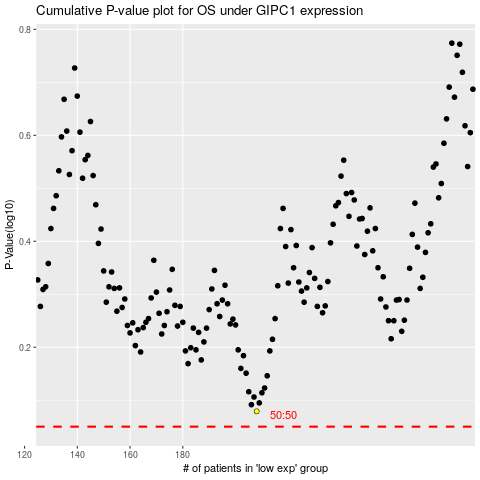 Cumulative P-value plot for OS under GIPC1 expression
P-Value(log10)
0.8
0.6
0.4
0.2
50:50
120 140 160 180
# of patients in 'low exp' group